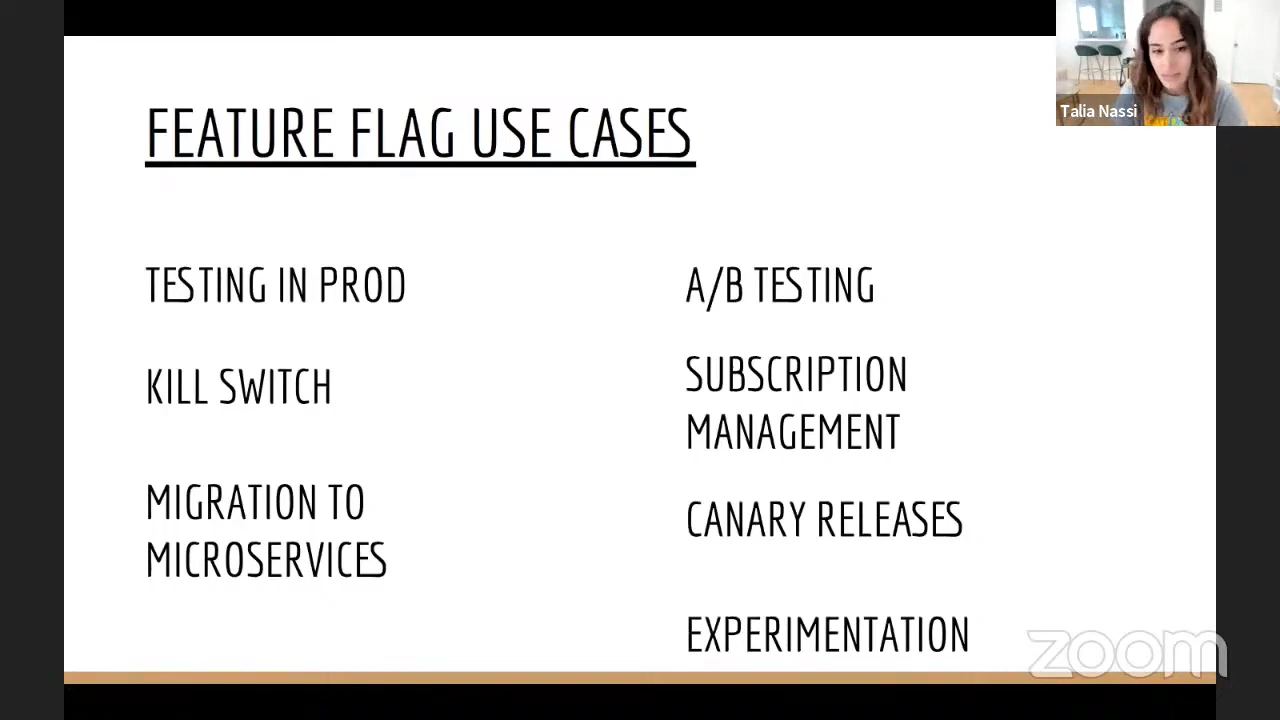 Talia Nassi
FEATURE FLAG USE CASES
TESTING IN PROD
KILL SWITCH
MIGRATION TO
MICROSERVICES
A/B TESTING
SUBSCRIPTION
MANAGEMENT
CANARY RELEASES
EXPERIMENTATION
zoom